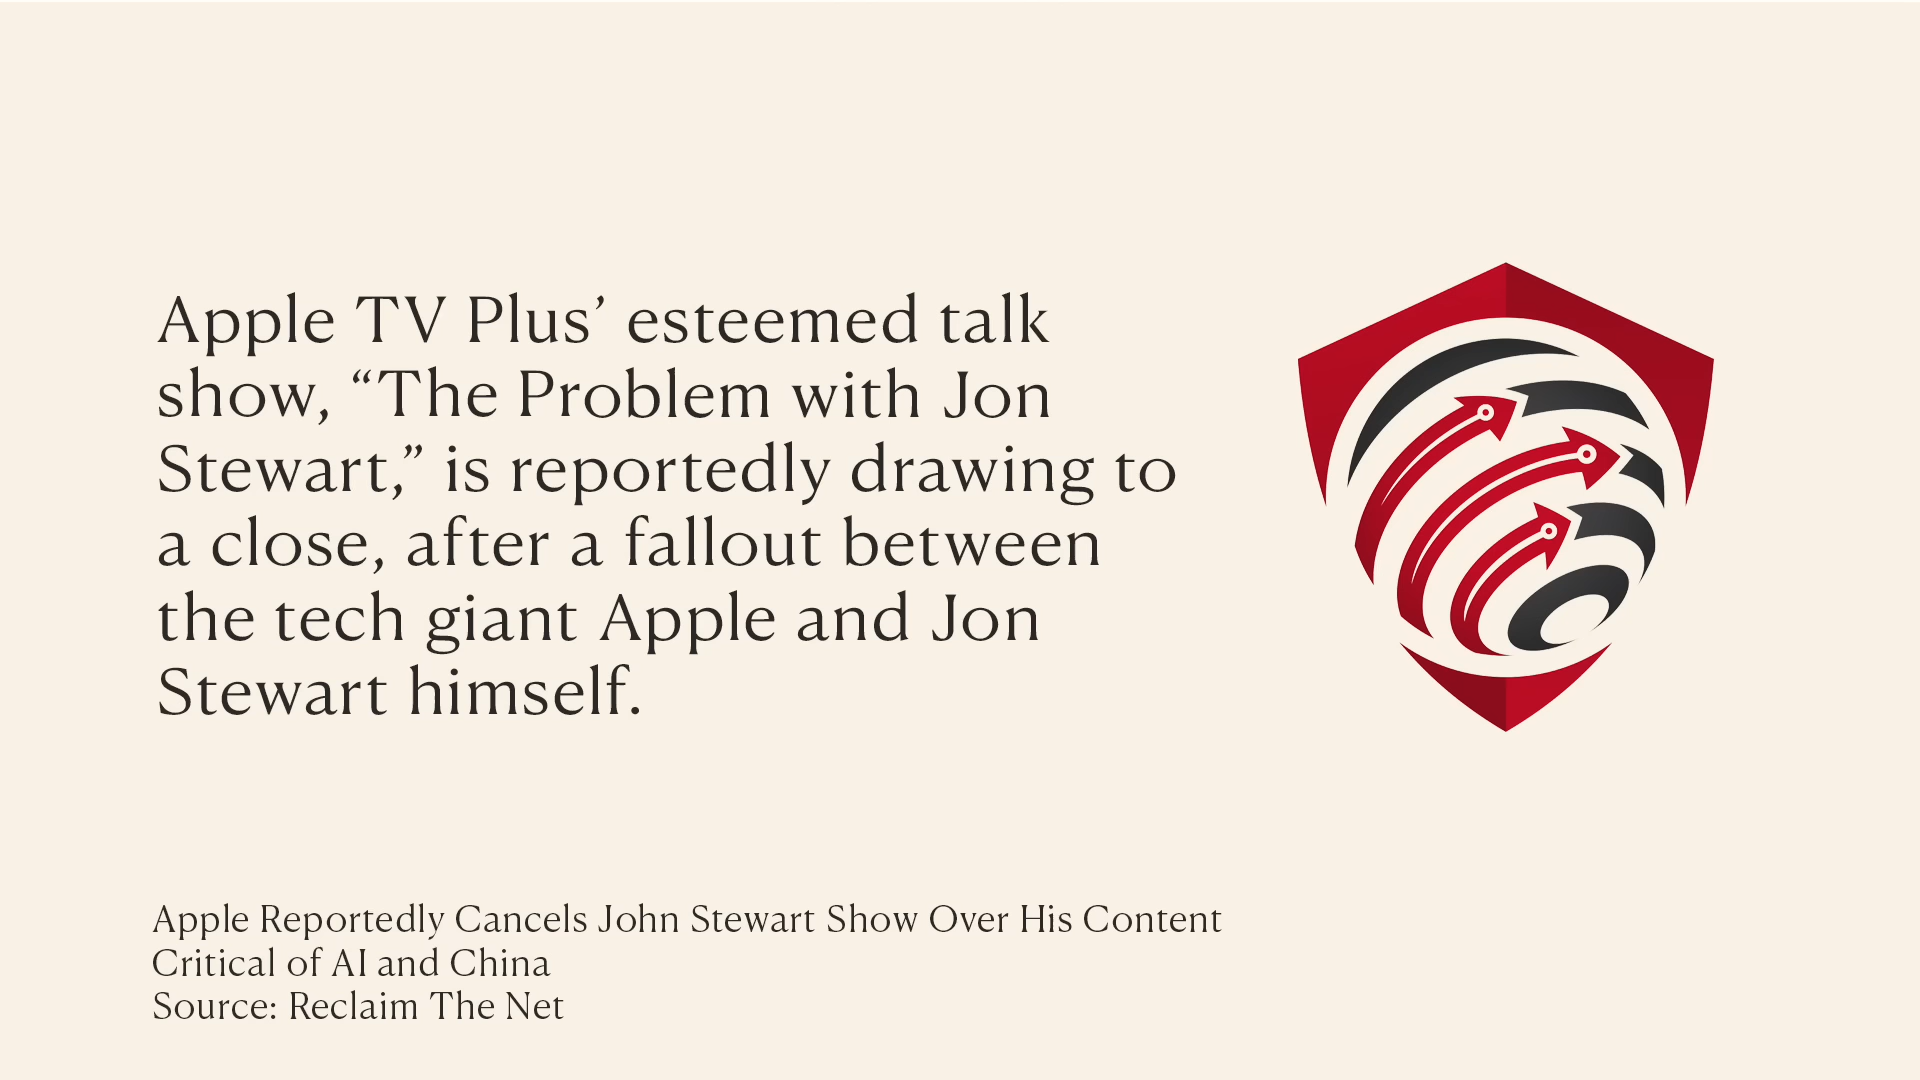 Apple TV Plus’ esteemed talk
show, “The Problem with Jon
Stewart,” is reportedly drawing to
a close, after a fallout between
the tech giant Apple and Jon
Stewart himself.
Apple Reportedly Cancels John Stewart Show Over His Content
Critical of AI and China
Source: Reclaim The Net